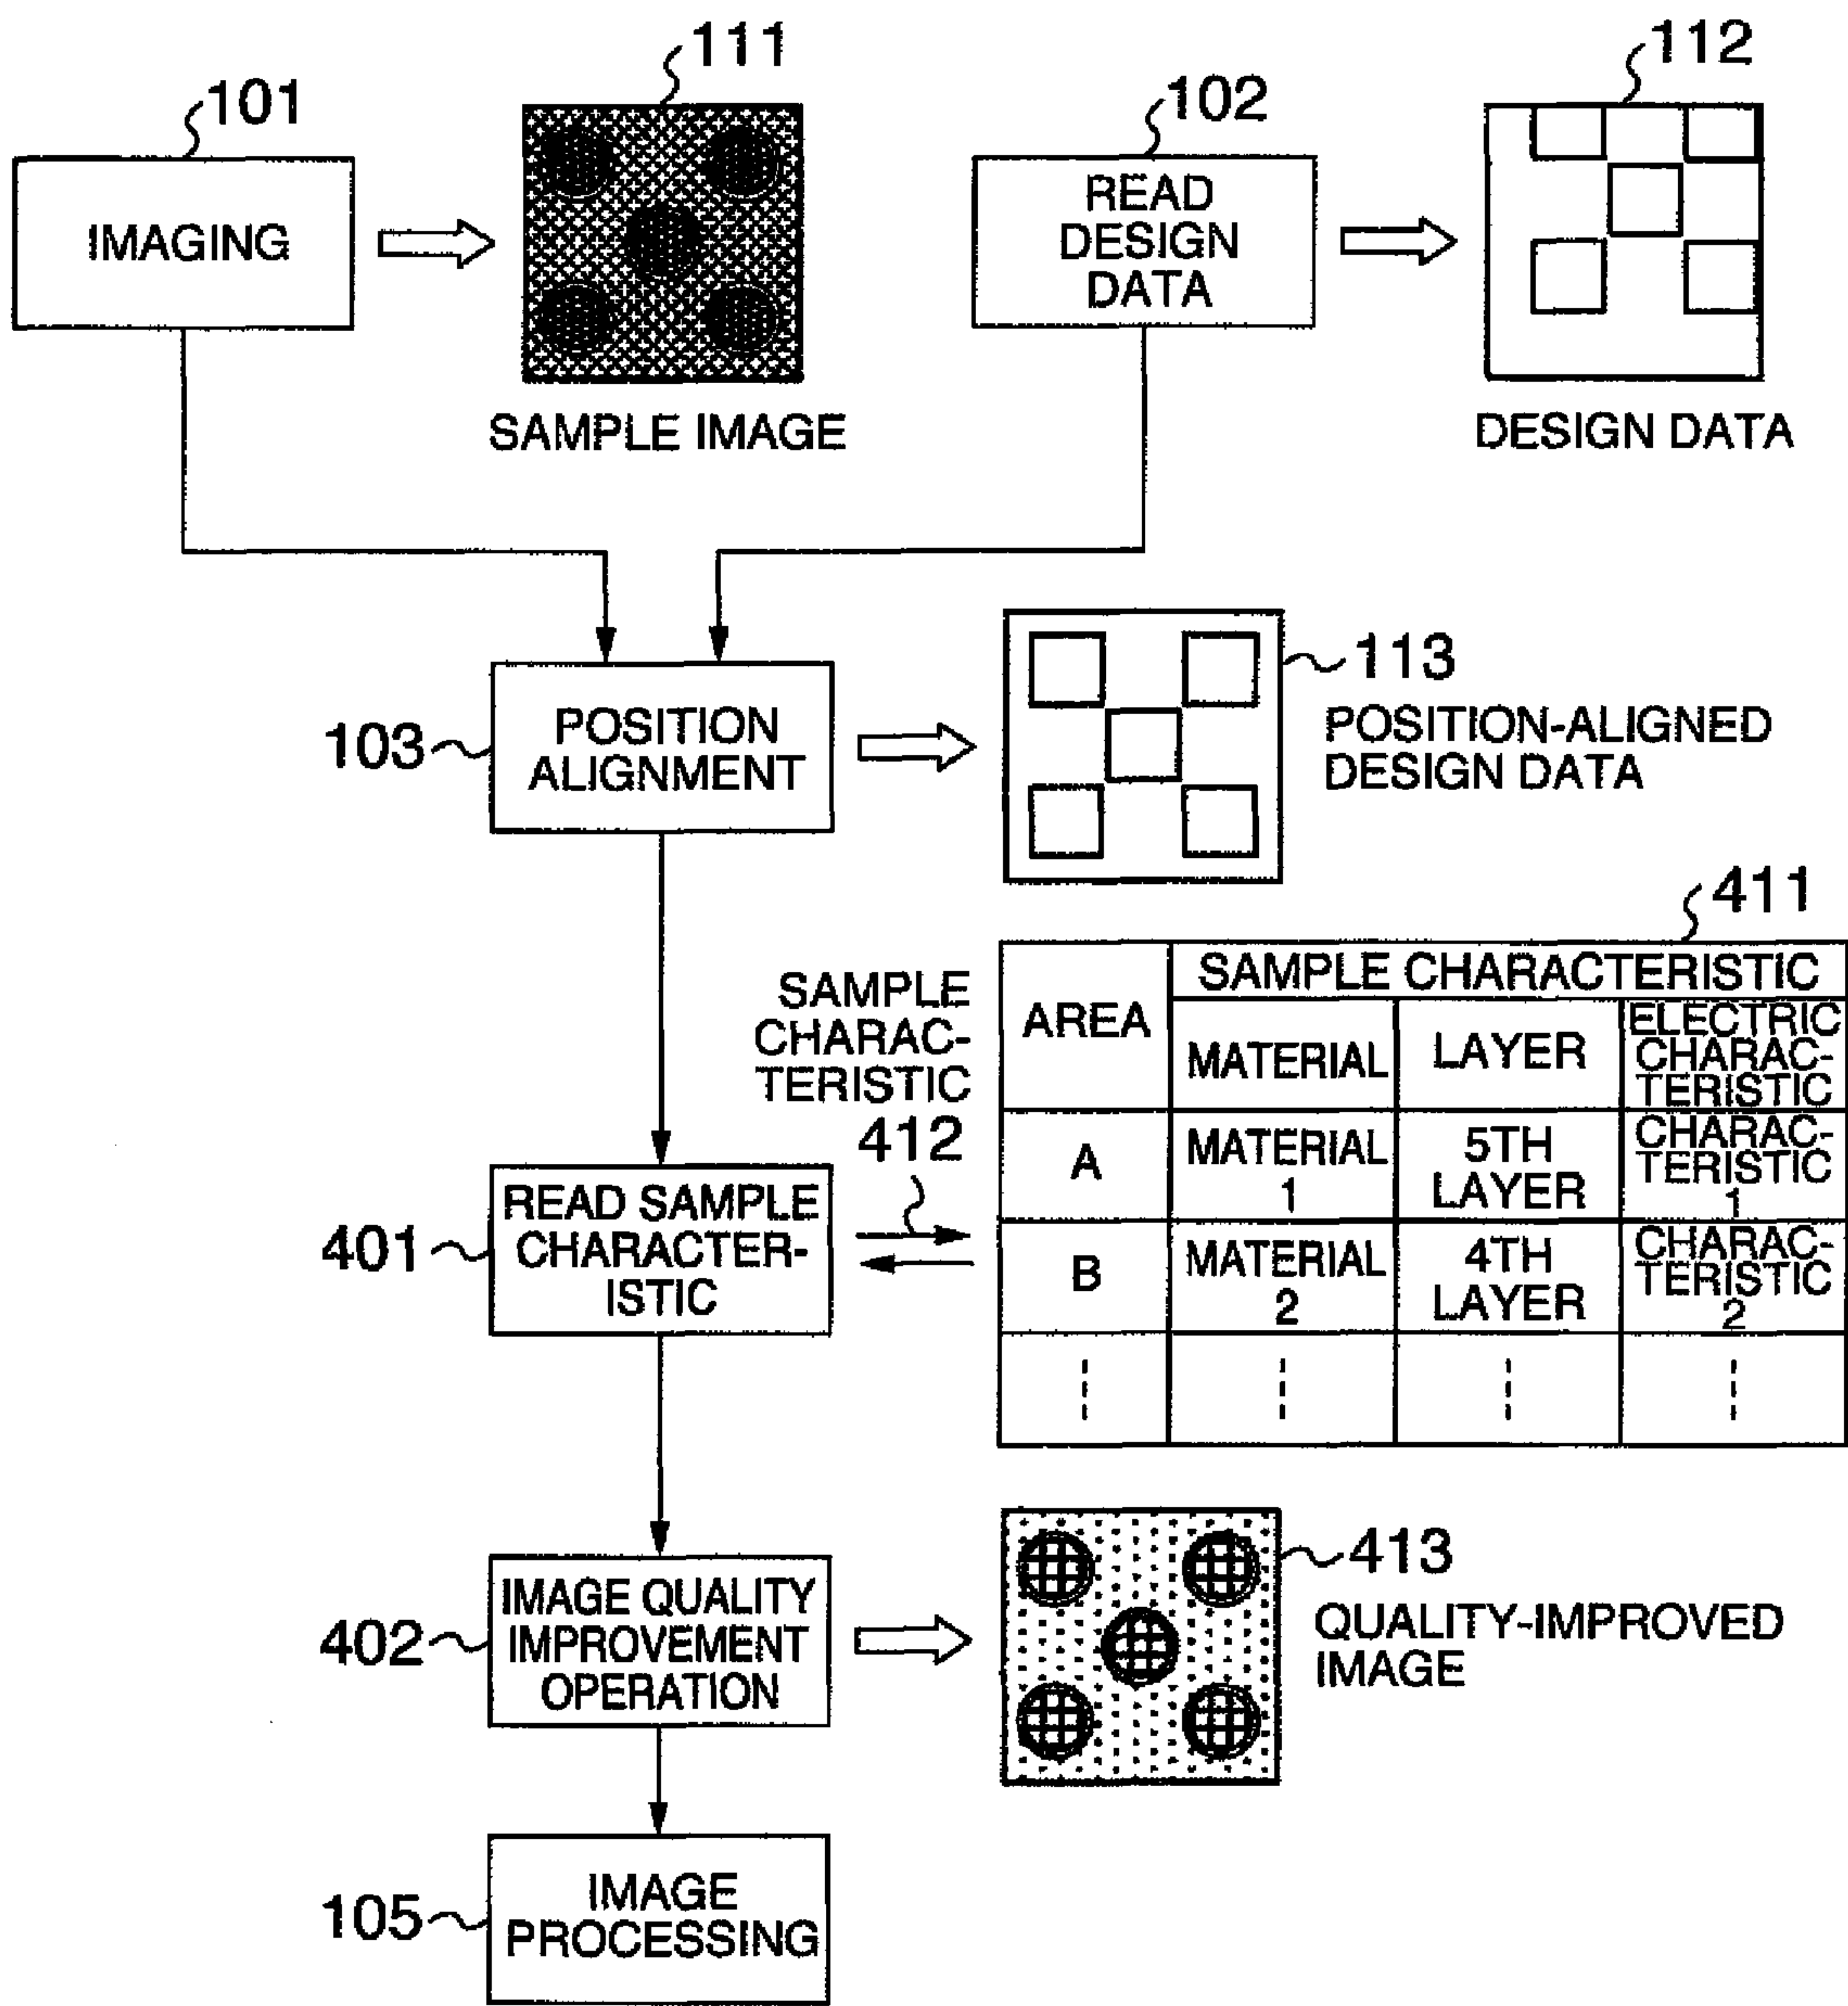 111
112
101
102
IMAGING
READ
DESIGN
DATA
SAMPLE IMAGE
DESIGN DATA
113
103
POSITION
ALIGNMENT
POSITION-ALIGNED
DESIGN DATA
411
SAMPLE
CHARAC-
TERISTIC
412
AREA
SAMPLE CHARACTERISTIC
MATERIAL
LAYER
ELECTRIC
CHARAC-
TERISTIC
A
MATERIAL
1
5TH
LAYER
CHARAC-
TERISTIC
1
B
MATERIAL
2
4TH
LAYER
CHARAC-
TERISTIC
2
401
READ SAMPLE
CHARACTER-
ISTIC
413
402
IMAGE QUALITY
IMPROVEMENT
OPERATION
QUALITY-IMPROVED
IMAGE
105
IMAGE
PROCESSING